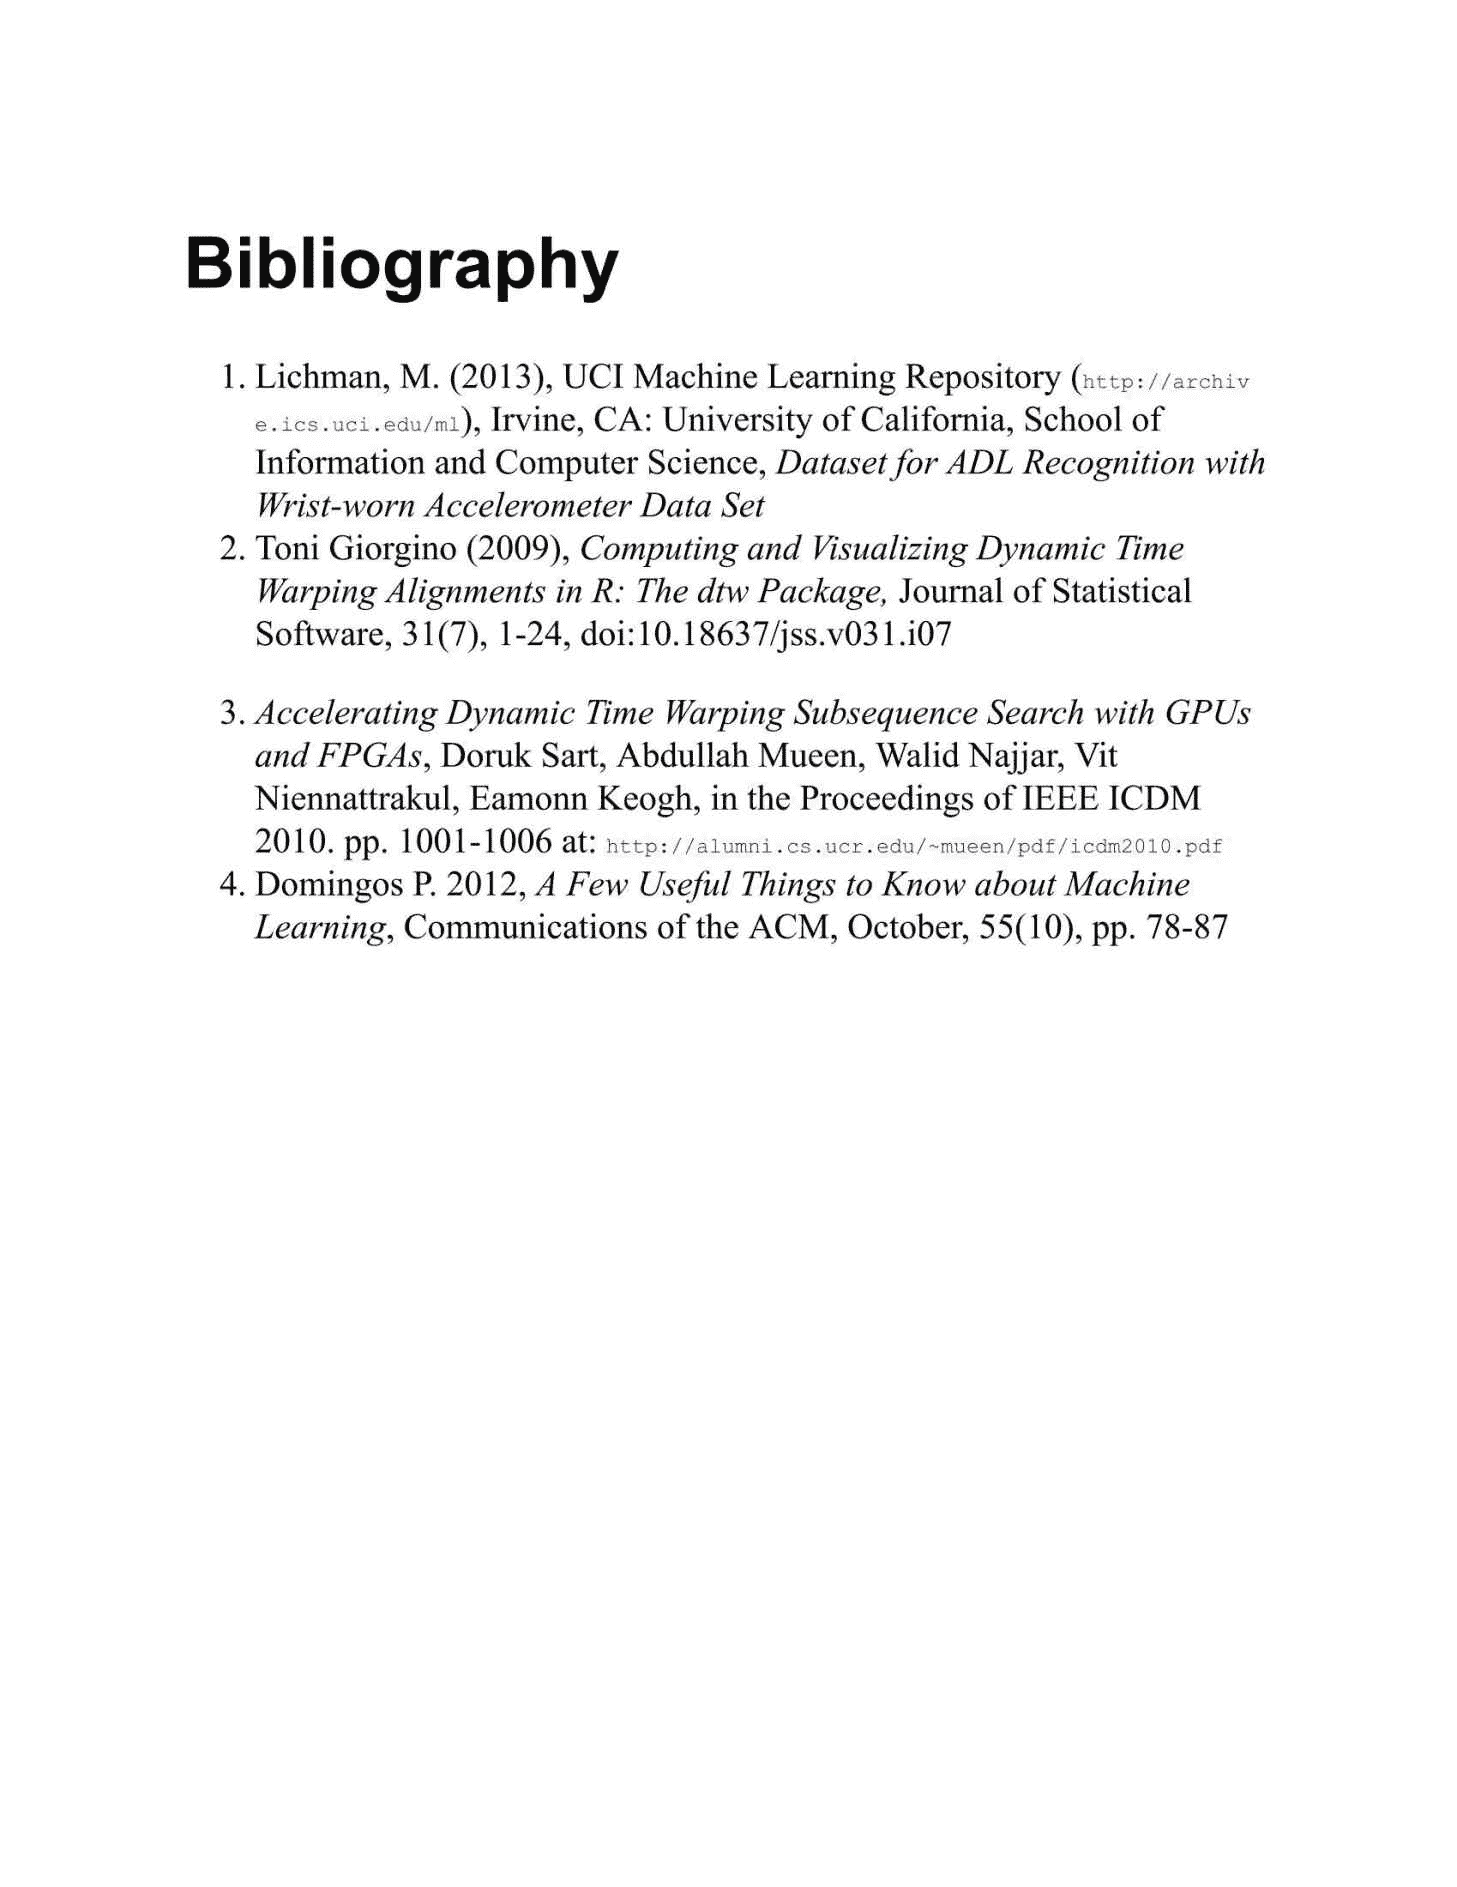 Bibliography
1. Lichman, M. (2013), UCI Machine Learning Repository (http://archiv
e.ics.uci.edu/ml), Irvine, CA: University of California, School of
Information and Computer Science, Dataset for ADL Recognition with
Wrist-worn Accelerometer Data Set
2. Toni Giorgino (2009), Computing and Visualizing Dynamic Time
Warping Alignments in R: The dtw Package, Journal of Statistical
Software, 31(7), 1-24, doi:10.18637/jss.v031.i07
3. Accelerating Dynamic Time Warping Subsequence Search with GPUs
and FPGAs, Doruk Sart, Abdullah Mueen, Walid Najjar, Vit
Niennattrakul, Eamonn Keogh, in the Proceedings of IEEE ICDM
2010. pp. 1001-1006 at: http://alumni.cs.ucr.edu/~mueen/pdf/icdm2010.pdf
4. Domingos P. 2012, A Few Useful Things to Know about Machine
Learning, Communications of the ACM, October, 55(10), pp. 78-87